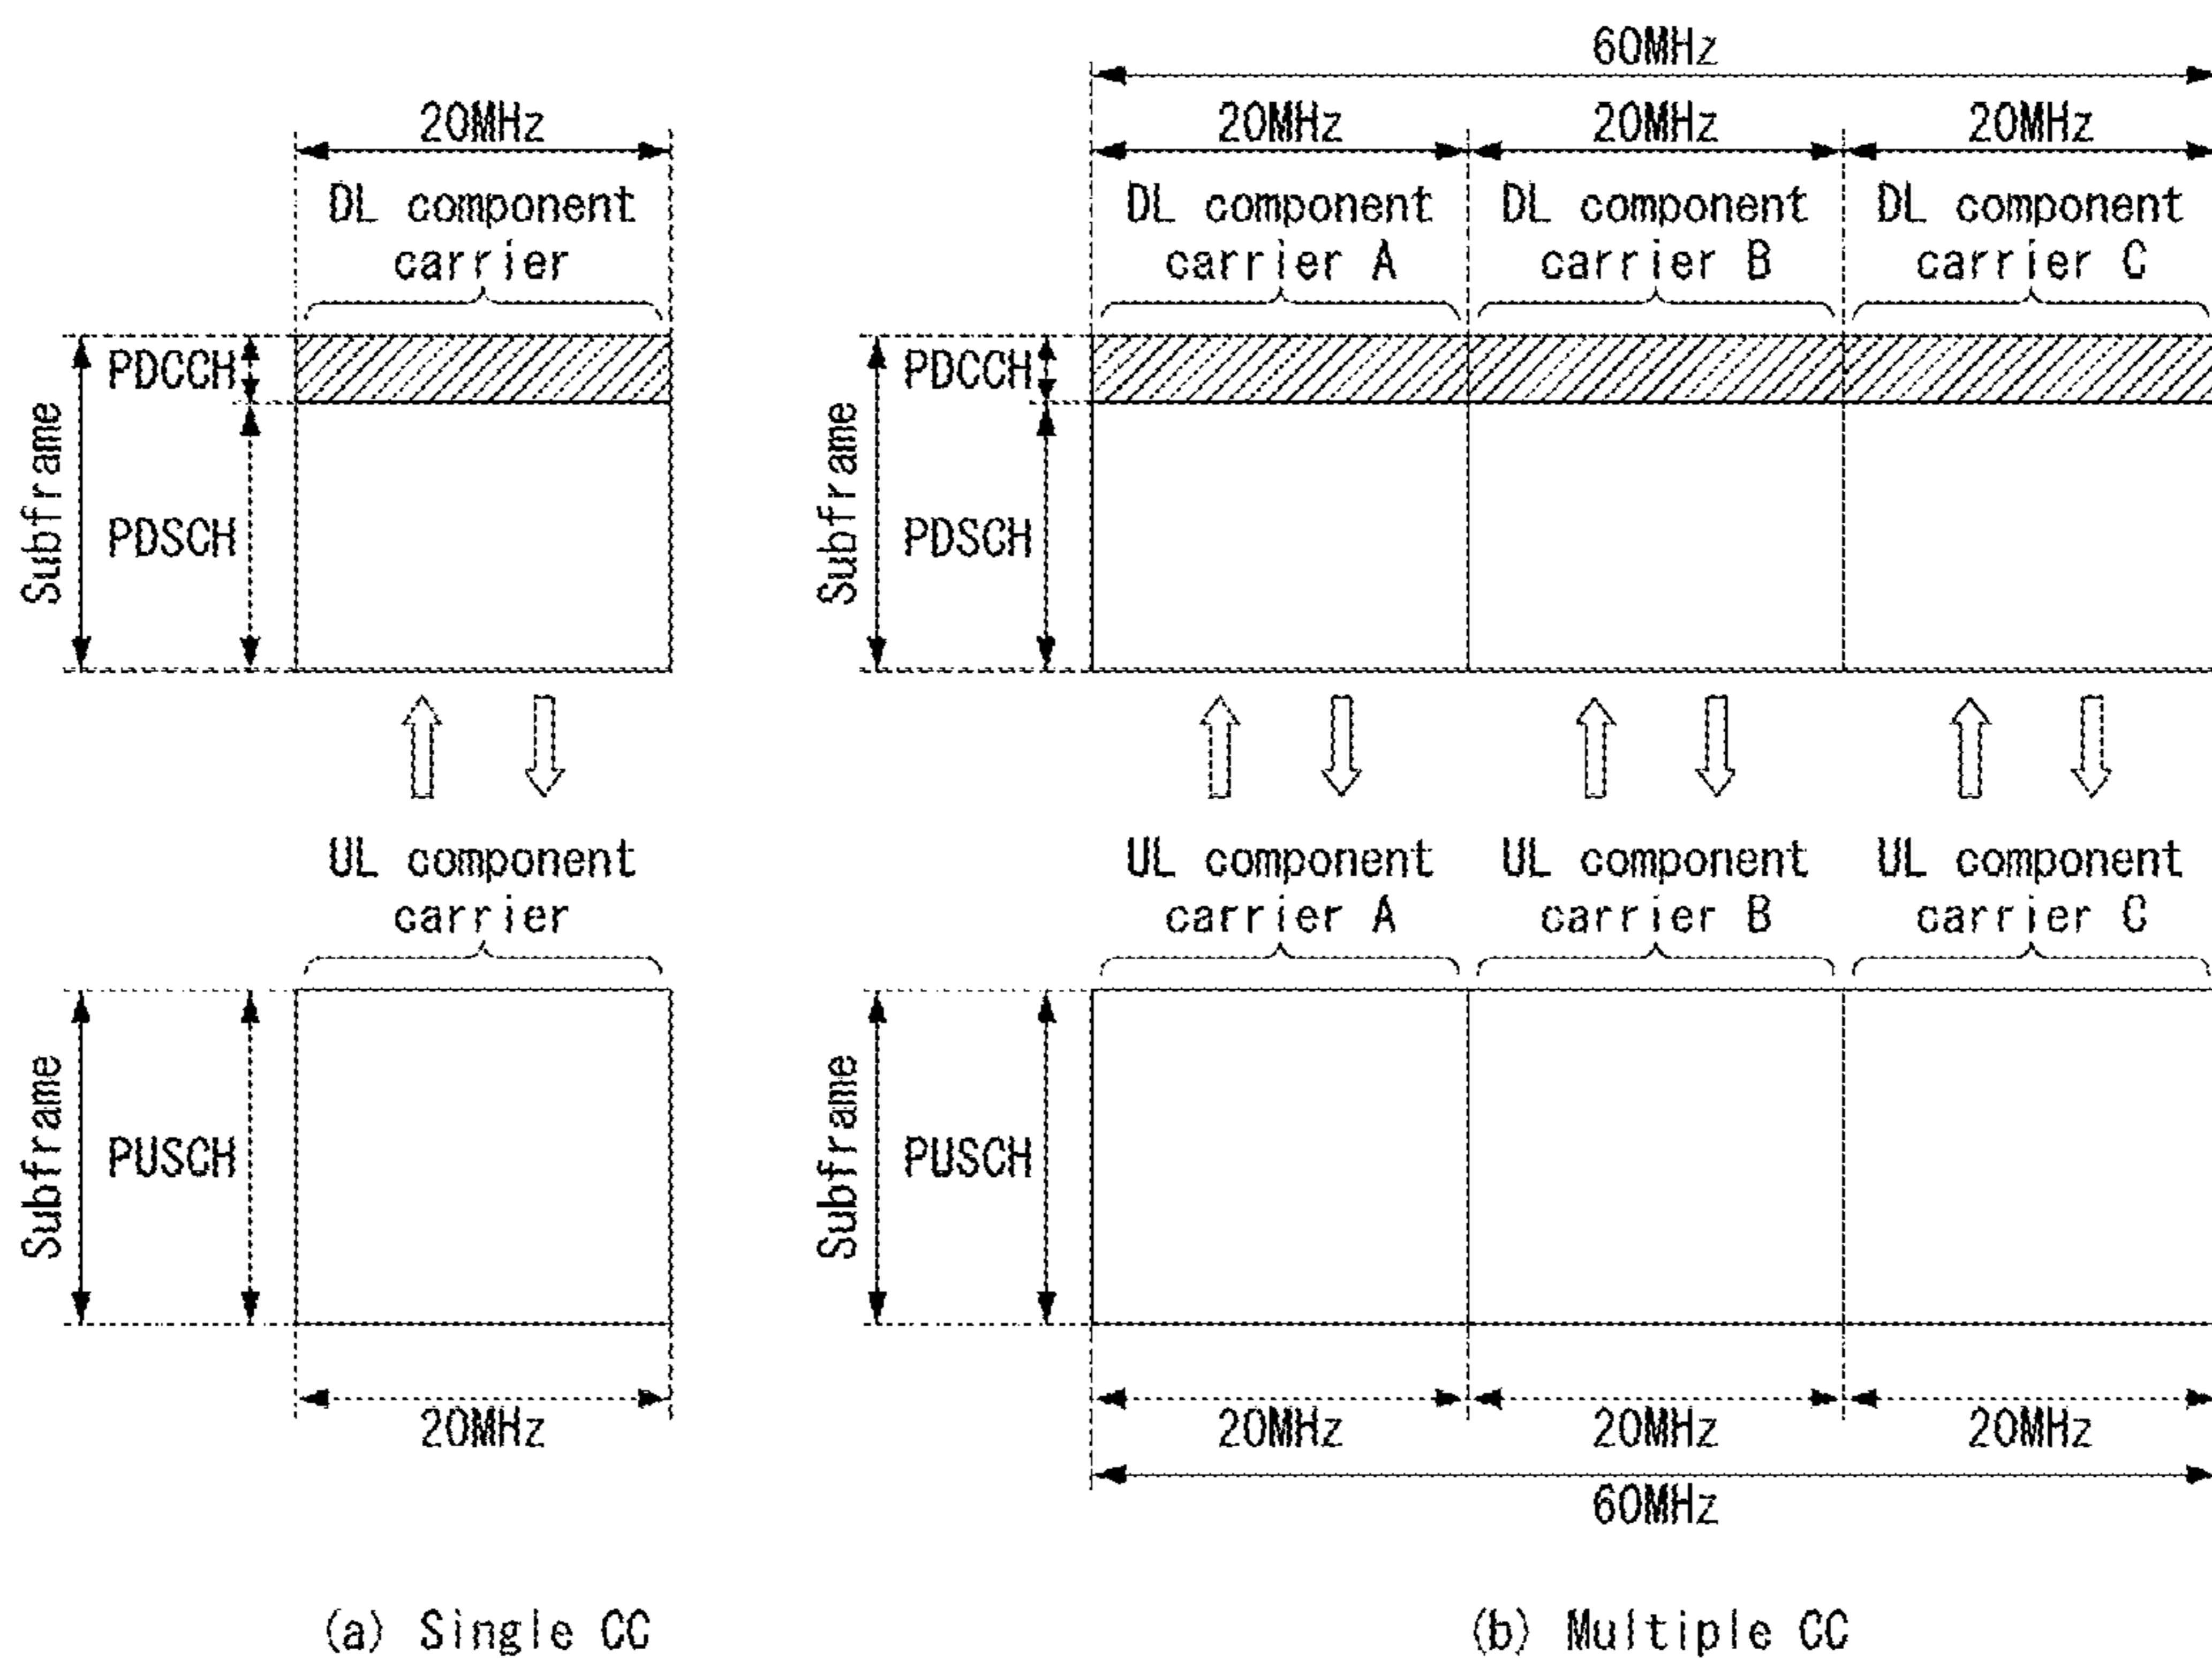 60MHz
20MHz
20MHz
20MHz
20MHz
DL component
carrier
DL component
carrier A
DL component
carrier B
DL component
carrier C
Subframe
PDCCH
PDSCH
Subframe
PDCCH
PDSCH
UL component
carrier
UL component
carrier A
UL component
carrier B
UL component
carrier C
Subframe
PUSCH
Subframe
PUSCH
20MHz
20MHz
20MHz
20MHz
60MHz
(a) Single CC
(b) Multiple CC